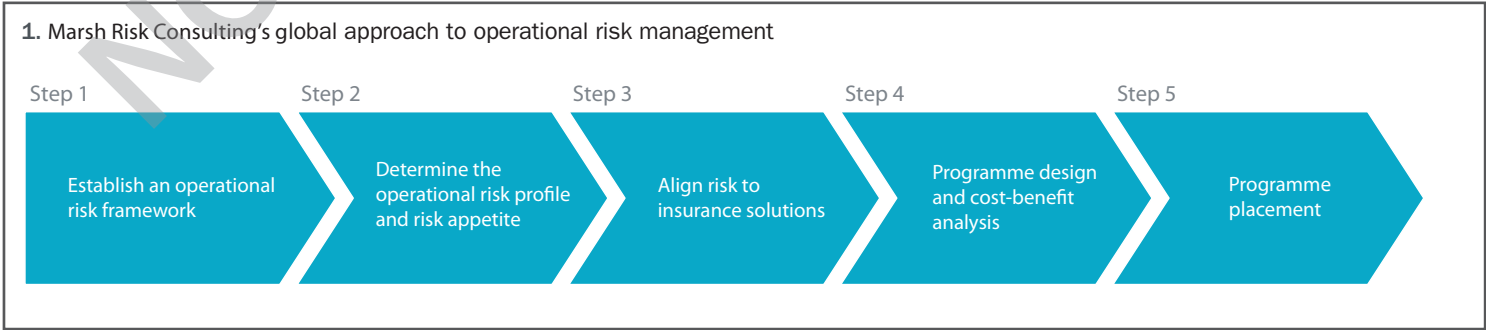 1. Marsh Risk Consulting's global approach to operational risk management
Step 1
Step 2
Step 3
Step 4
Step 5
Establish an operational
risk framework
Determine the
operational risk profile
and risk appetite
Align risk to
insurance solutions
Programme design
and cost-benefit
analysis
Programme
placement